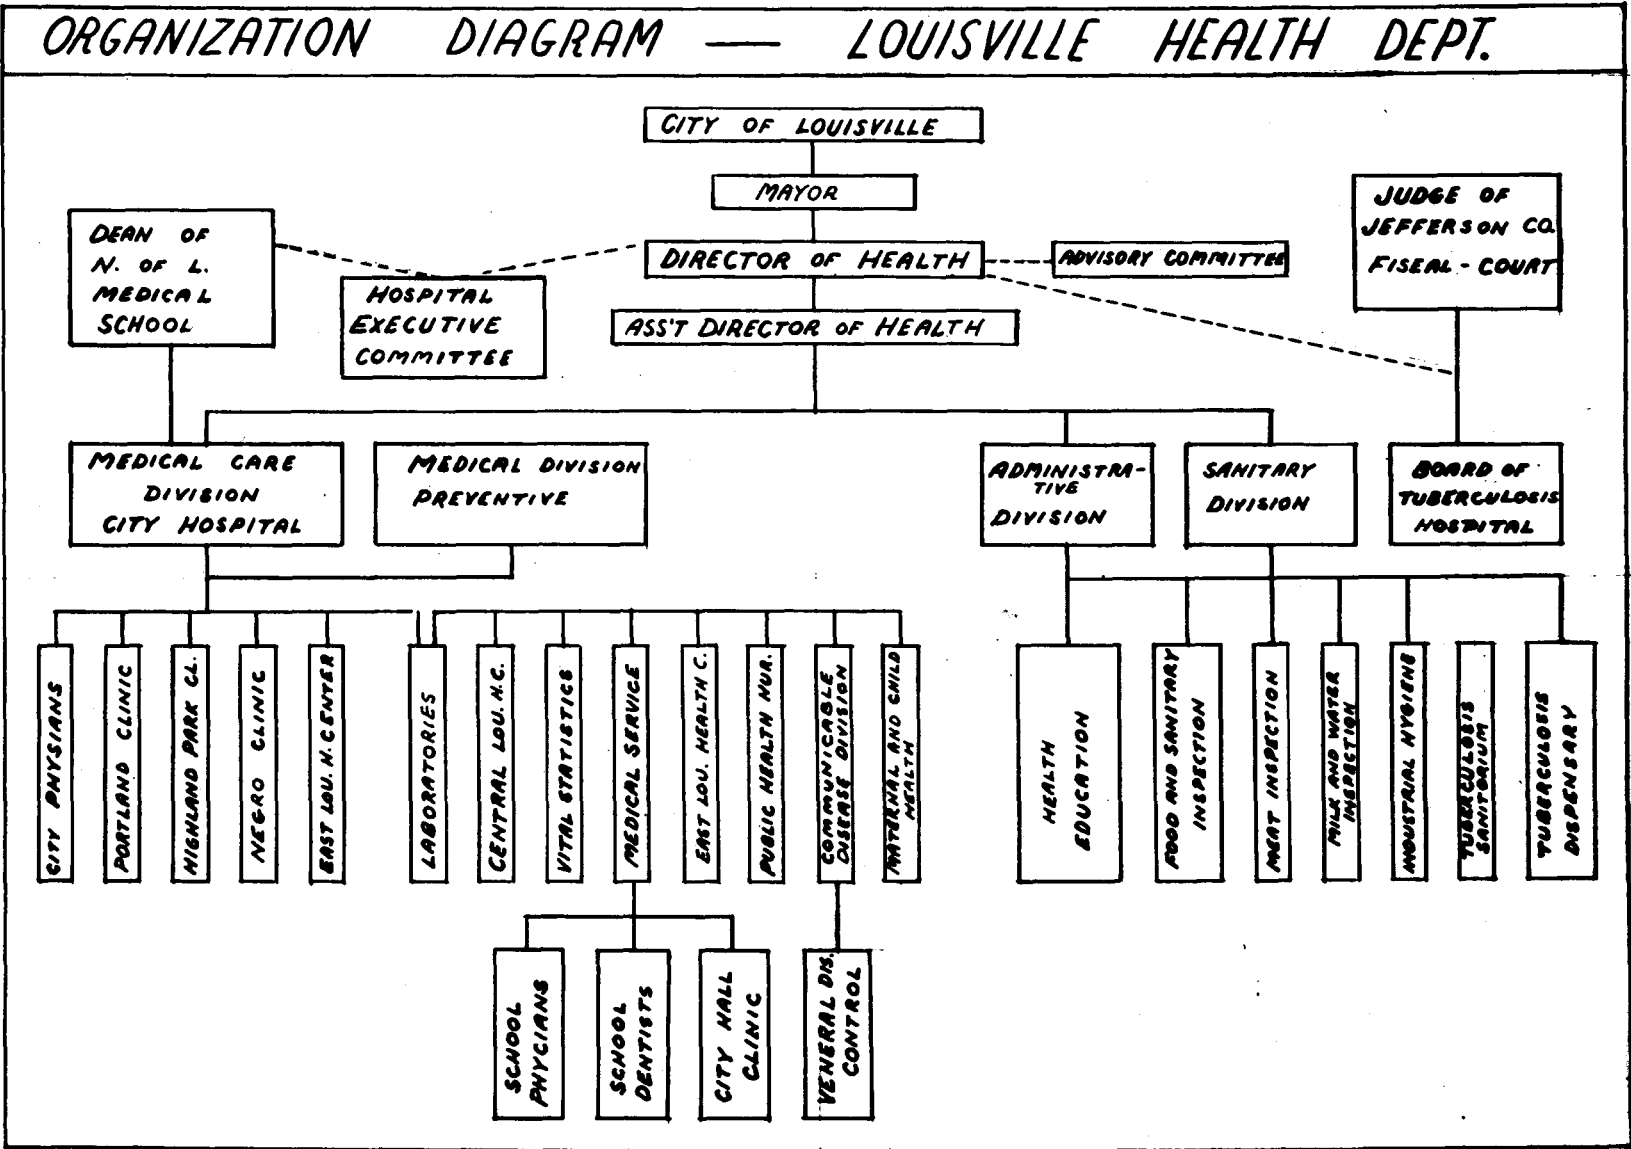 ORGANIZATION DIAGRAM — LOUISVILLE HEALTH DEPT.
CITY OF LOUISVILLE
MAYOR
DEAN OF
N. OF L.
MEDICAL
SCHOOL
HOSPITAL
EXECUTIVE
COMMITTEE
DIRECTOR OF HEALTH
ADVISORY COMMITTEE
JUDGE OF
JEFFERSON CO.
FISEAL - COURT
ASS'T DIRECTOR OF HEALTH
MEDICAL CARE
DIVISION
CITY HOSPITAL
MEDICAL DIVISION
PREVENTIVE
ADMINISTRA-
TIVE
DIVISION
SANITARY
DIVISION
BOARD OF
TUBERCULOSIS
HOSPITAL
CITY PHYSIANS
PORTLAND CLINIC
HIGHLAND PARK CL.
NEGRO CLINIC
EAST LOU. H. CENTER
LABORATORIES
CENTRAL LOU. H.C.
VITAL STATISTICS
MEDICAL SERVICE
EAST LOU. HEALTH C.
PUBLIC HEALTH NUR.
COMMUNICABLE
DISEASE DIVISION
MATERNAL AND CHILD
HEALTH
HEALTH
EDUCATION
FOOD AND SANITARY
INSPECTION
MEAT INSPECTION
MILK AND WATER
INSPECTION
INDUSTRIAL HYGIENE
TUBERCULOSIS
SANITORIUM
TUBERCULOSIS
DISPENSARY
SCHOOL
PHYCIANS
SCHOOL
DENTISTS
CITY HALL
CLINIC
VENERAL DIS.
CONTROL